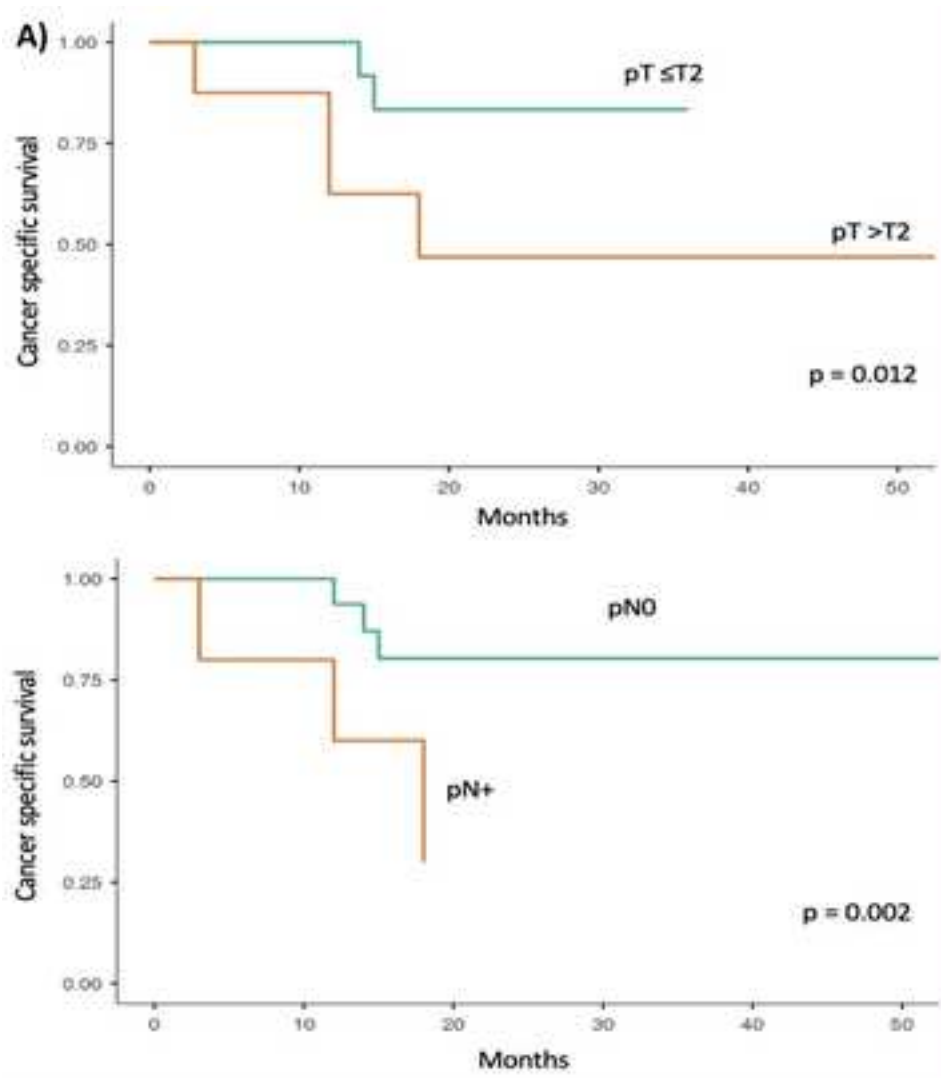 A)
Cancer specific survival
1.00
0.75
0.50
0.25
0.00
pT ≤T2
pT >T2
p = 0.012
0 10 20 30 40 50
Months
Cancer specific survival
1.00
0.75
0.50
0.25
0.00
pN0
pN+
p = 0.002
0 10 20 30 40 50
Months